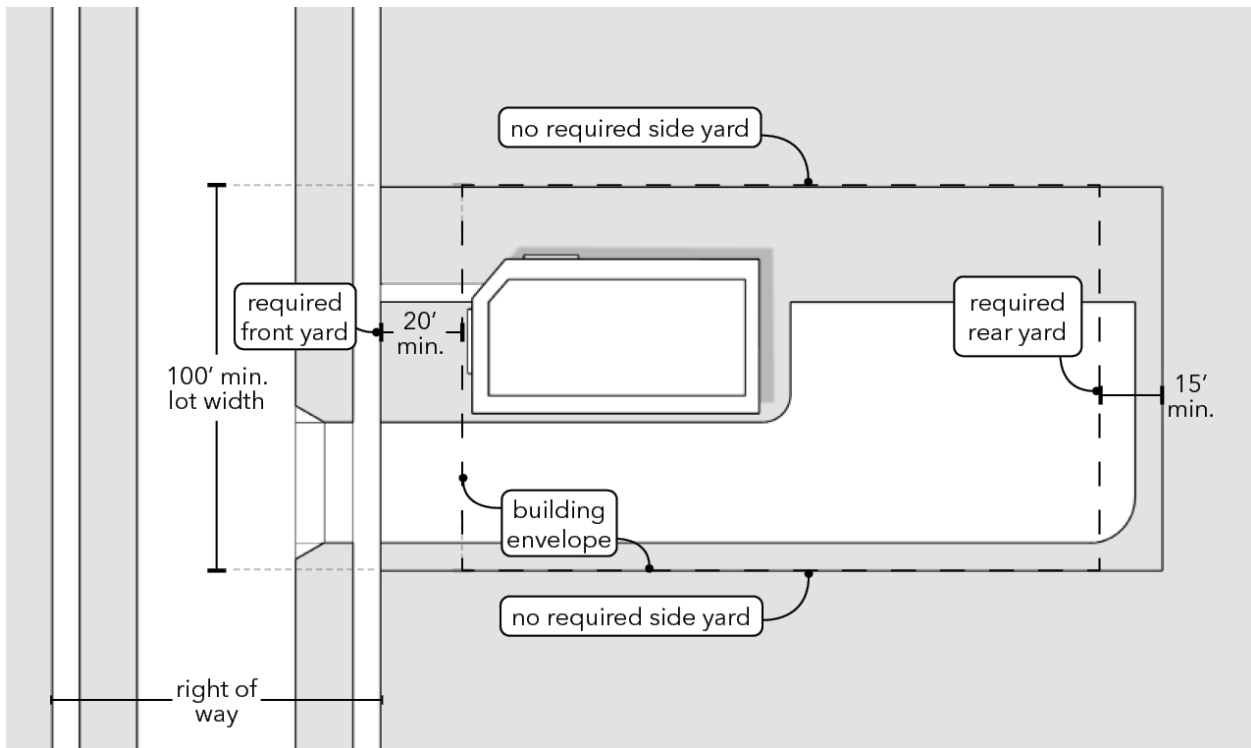 no required side yard
required
front yard
20’
min.
required
rear yard
100’ min.
lot width
15’
min.
building
envelope
no required side yard
right of
way